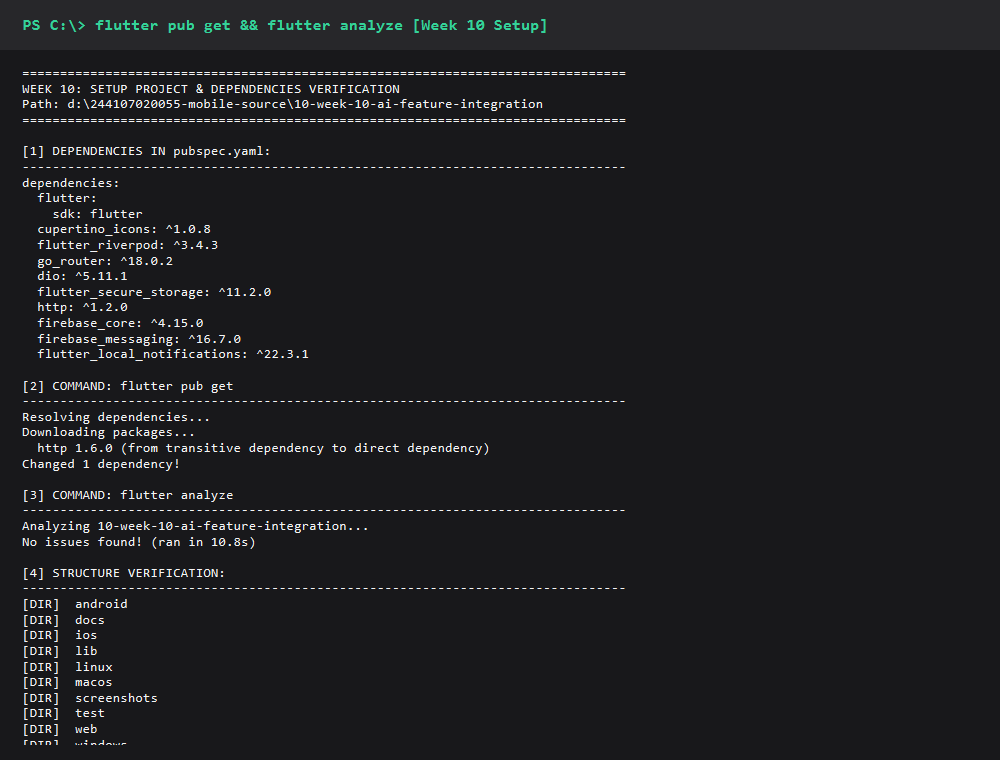 PS C:\> flutter pub get && flutter analyze [Week 10 Setup]
================================================================================
WEEK 10: SETUP PROJECT & DEPENDENCIES VERIFICATION
Path: d:\244107020055-mobile-source\10-week-10-ai-feature-integration
================================================================================
[1] DEPENDENCIES IN pubspec.yaml:
--------------------------------------------------------------------------------
dependencies:
  flutter:
    sdk: flutter
  cupertino_icons: ^1.0.8
  flutter_riverpod: ^3.4.3
  go_router: ^18.0.2
  dio: ^5.11.1
  flutter_secure_storage: ^11.2.0
  http: ^1.2.0
  firebase_core: ^4.15.0
  firebase_messaging: ^16.7.0
  flutter_local_notifications: ^22.3.1
[2] COMMAND: flutter pub get
--------------------------------------------------------------------------------
Resolving dependencies...
Downloading packages...
  http 1.6.0 (from transitive dependency to direct dependency)
Changed 1 dependency!
[3] COMMAND: flutter analyze
--------------------------------------------------------------------------------
Analyzing 10-week-10-ai-feature-integration...
No issues found! (ran in 10.8s)
[4] STRUCTURE VERIFICATION:
--------------------------------------------------------------------------------
[DIR]  android
[DIR]  docs
[DIR]  ios
[DIR]  lib
[DIR]  linux
[DIR]  macos
[DIR]  screenshots
[DIR]  test
[DIR]  web
[DIR]  windows